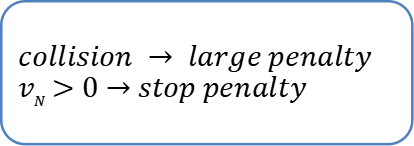 collision → large penalty
v_N > 0 → stop penalty